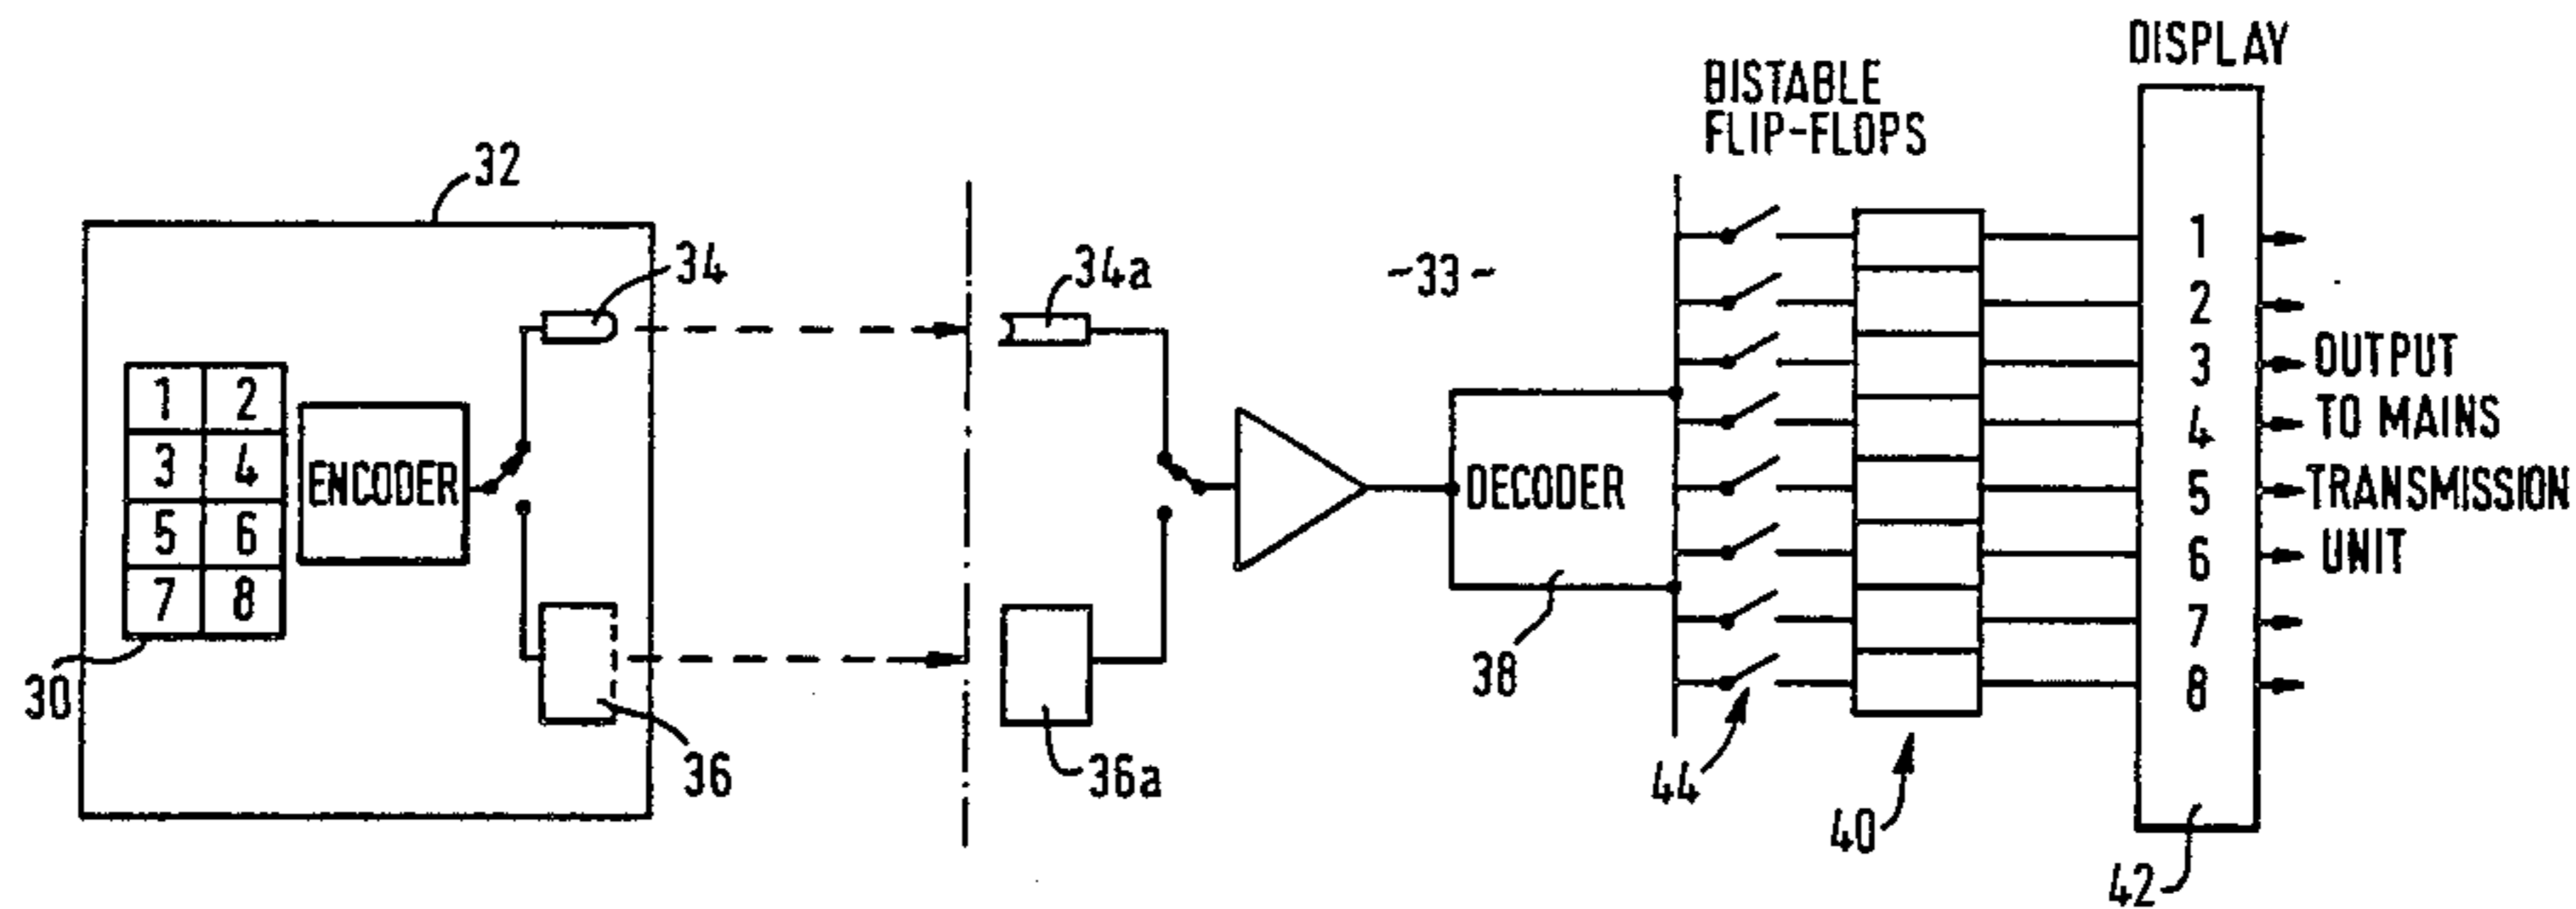 DISPLAY
BISTABLE
FLIP-FLOPS
32
34
34a
~33~
1 2
3 4
5 6
7 8
ENCODER
DECODER
1
2
3
4
5
6
7
8
OUTPUT
TO MAINS
TRANSMISSION
UNIT
30
36
36a
38
44
40
42